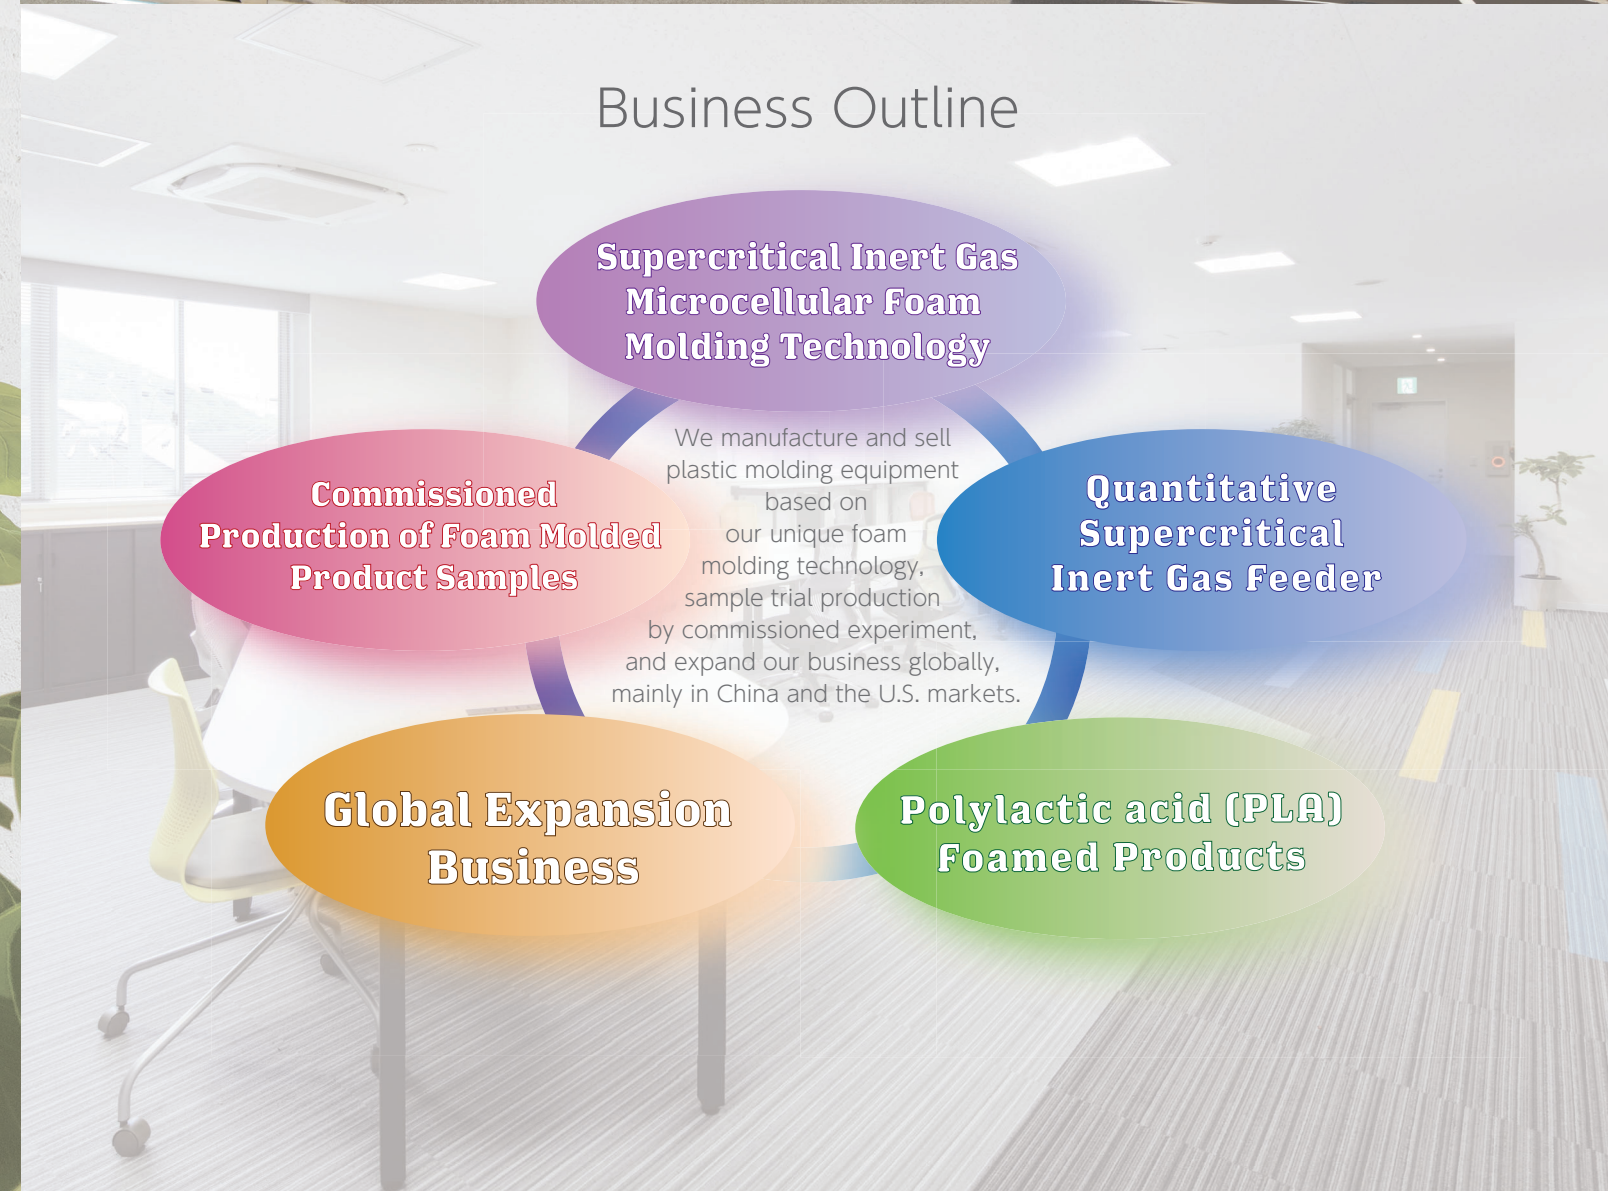 Business Outline
Supercritical Inert Gas
Microcellular Foam
Molding Technology
We manufacture and sell
plastic molding equipment
based on
our unique foam
molding technology,
sample trial production
by commissioned experiment,
and expand our business globally,
mainly in China and the U.S. markets.
Commissioned
Production of Foam Molded
Product Samples
Quantitative
Supercritical
Inert Gas Feeder
Global Expansion
Business
Polylactic acid (PLA)
Foamed Products